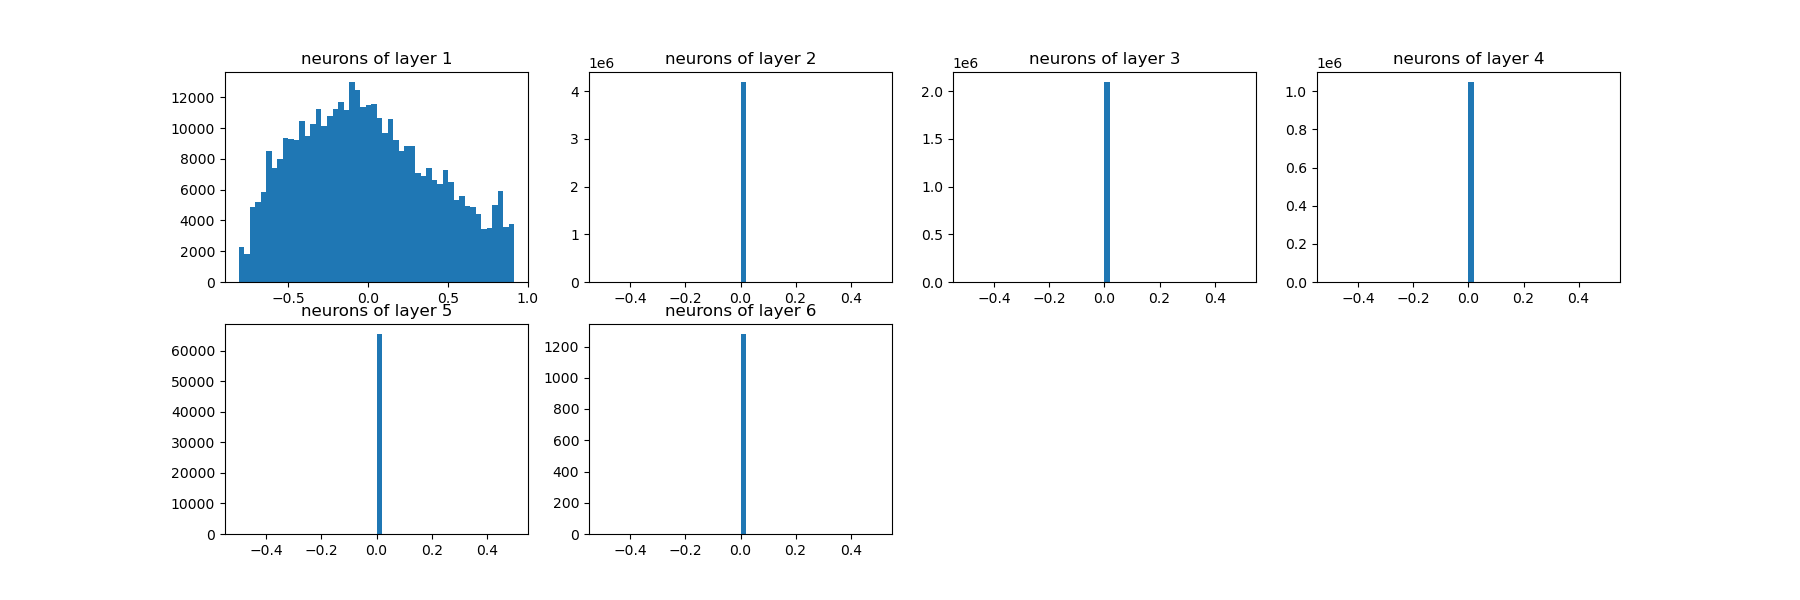 neurons of layer 1
12000
10000
8000
6000
4000
2000
0
−0.5 0.0 0.5 1.0
neurons of layer 2
1e6
4
3
2
1
0
−0.4 −0.2 0.0 0.2 0.4
neurons of layer 3
1e6
2.0
1.5
1.0
0.5
0.0
−0.4 −0.2 0.0 0.2 0.4
neurons of layer 4
1e6
1.0
0.8
0.6
0.4
0.2
0.0
−0.4 −0.2 0.0 0.2 0.4
neurons of layer 5
60000
50000
40000
30000
20000
10000
0
−0.4 −0.2 0.0 0.2 0.4
neurons of layer 6
1200
1000
800
600
400
200
0
−0.4 −0.2 0.0 0.2 0.4